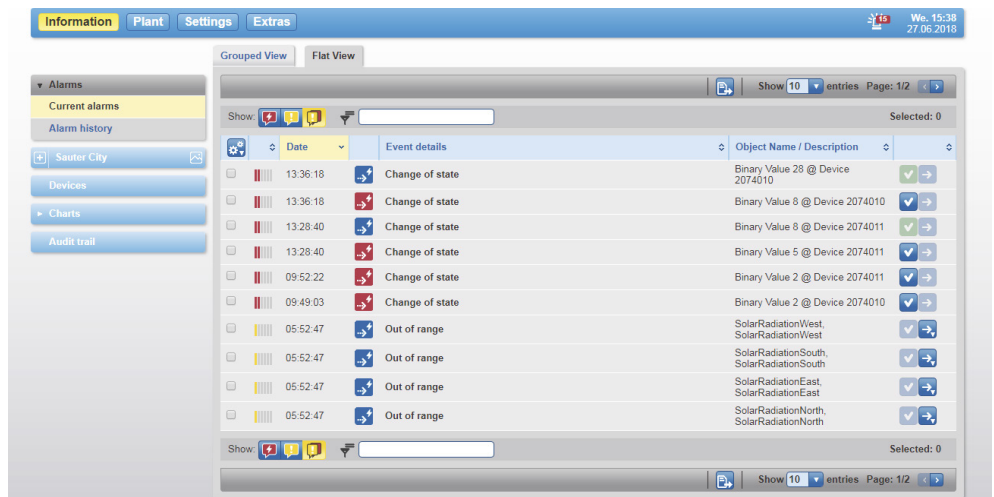 Information Plant Settings Extras
15
We. 15:38
27.06.2018
Grouped View Flat View
Alarms
Current alarms
Alarm history
Sauter City
Devices
Charts
Audit trail
Show 10 entries Page: 1/2
Show: Selected: 0
Date Event details Object Name / Description
13:36:18 Change of state Binary Value 28 @ Device
2074010
13:36:18 Change of state Binary Value 8 @ Device 2074010
13:28:40 Change of state Binary Value 8 @ Device 2074011
13:28:40 Change of state Binary Value 5 @ Device 2074011
09:52:22 Change of state Binary Value 2 @ Device 2074011
09:49:03 Change of state Binary Value 2 @ Device 2074010
05:52:47 Out of range SolarRadiationWest,
SolarRadiationWest
05:52:47 Out of range SolarRadiationSouth,
SolarRadiationSouth
05:52:47 Out of range SolarRadiationEast,
SolarRadiationEast
05:52:47 Out of range SolarRadiationNorth,
SolarRadiationNorth
Show: Selected: 0
Show 10 entries Page: 1/2